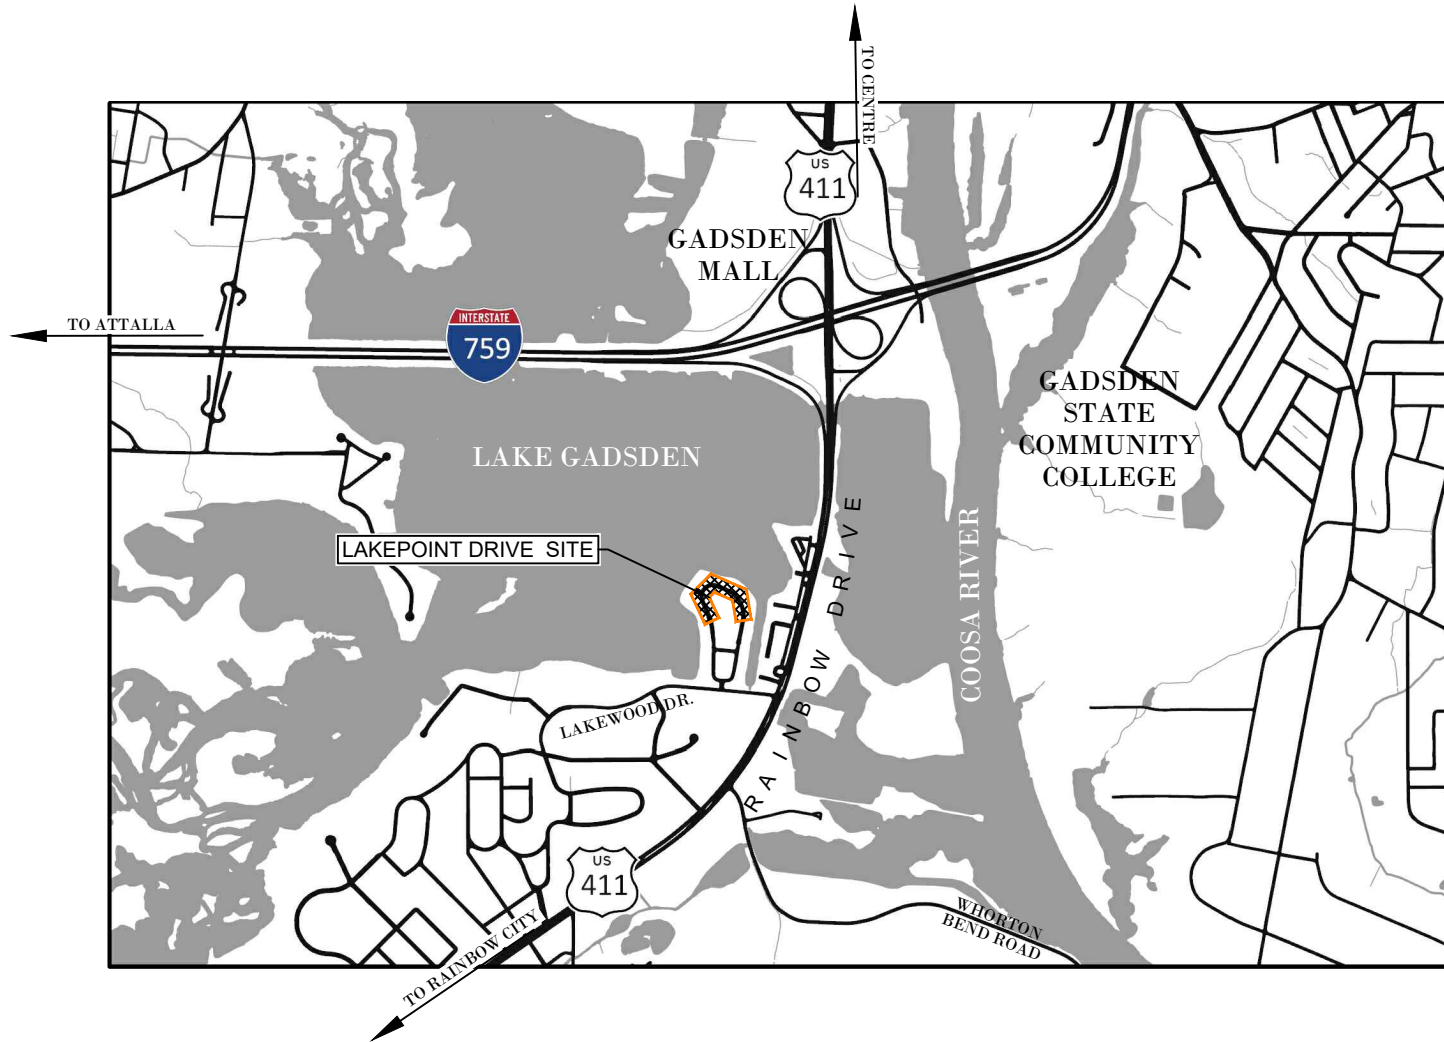 TO CENTRE
US
411
GADSDEN
MALL
TO ATTALLA
INTERSTATE
759
GADSDEN
STATE
COMMUNITY
COLLEGE
LAKE GADSDEN
LAKEPOINT DRIVE SITE
RAINBOW DRIVE
COOSA RIVER
LAKEWOOD DR.
US
411
WHORTON
BEND ROAD
TO RAINBOW CITY